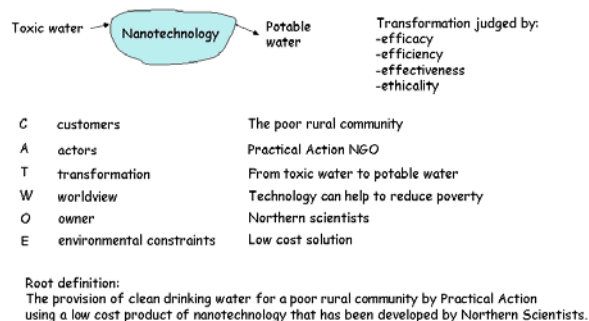 Toxic water
Nanotechnology
Potable
water
Transformation judged by:
-efficacy
-efficiency
-effectiveness
-ethicality
C customers The poor rural community
A actors Practical Action NGO
T transformation From toxic water to potable water
W worldview Technology can help to reduce poverty
O owner Northern scientists
E environmental constraints Low cost solution
Root definition:
The provision of clean drinking water for a poor rural community by Practical Action
using a low cost product of nanotechnology that has been developed by Northern Scientists.